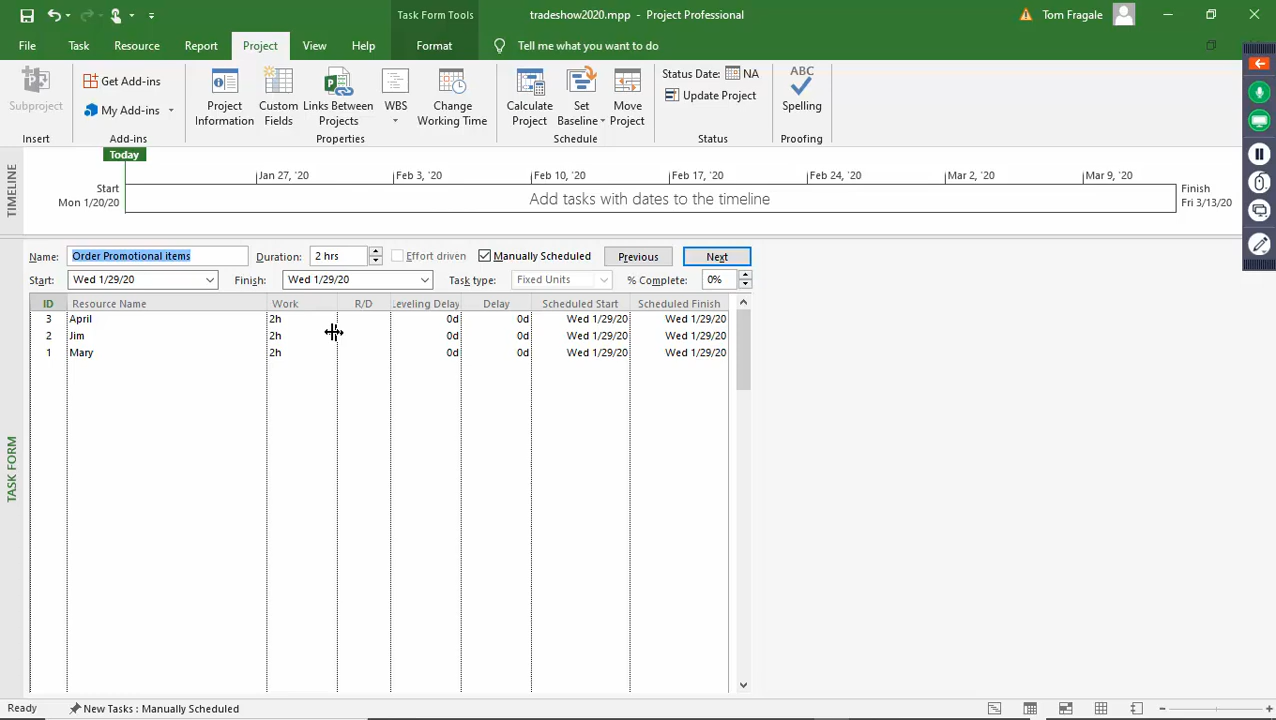 Task Form Tools
tradeshow2020.mpp - Project Professional
Tom Fragale
File Task Resource Report Project View Help Format Tell me what you want to do
Subproject
Insert
Get Add-ins
My Add-ins
Add-ins
Project Information
Custom Fields
Links Between Projects
WBS
Change Working Time
Properties
Calculate Project
Set Baseline
Move Project
Schedule
Status Date: NA
Update Project
Status
ABC
Spelling
Proofing
TIMELINE
Today
Jan 27, '20 Feb 3, '20 Feb 10, '20 Feb 17, '20 Feb 24, '20 Mar 2, '20 Mar 9, '20
Start
Mon 1/20/20
Add tasks with dates to the timeline
Finish
Fri 3/13/20
TASK FORM
Name: Order Promotional items Duration: 2 hrs Effort driven Manually Scheduled Previous Next
Start: Wed 1/29/20 Finish: Wed 1/29/20 Task type: Fixed Units % Complete: 0%
ID Resource Name Work R/D Leveling Delay Delay Scheduled Start Scheduled Finish
3 April 2h 0d 0d Wed 1/29/20 Wed 1/29/20
2 Jim 2h 0d 0d Wed 1/29/20 Wed 1/29/20
1 Mary 2h 0d 0d Wed 1/29/20 Wed 1/29/20
Ready New Tasks : Manually Scheduled